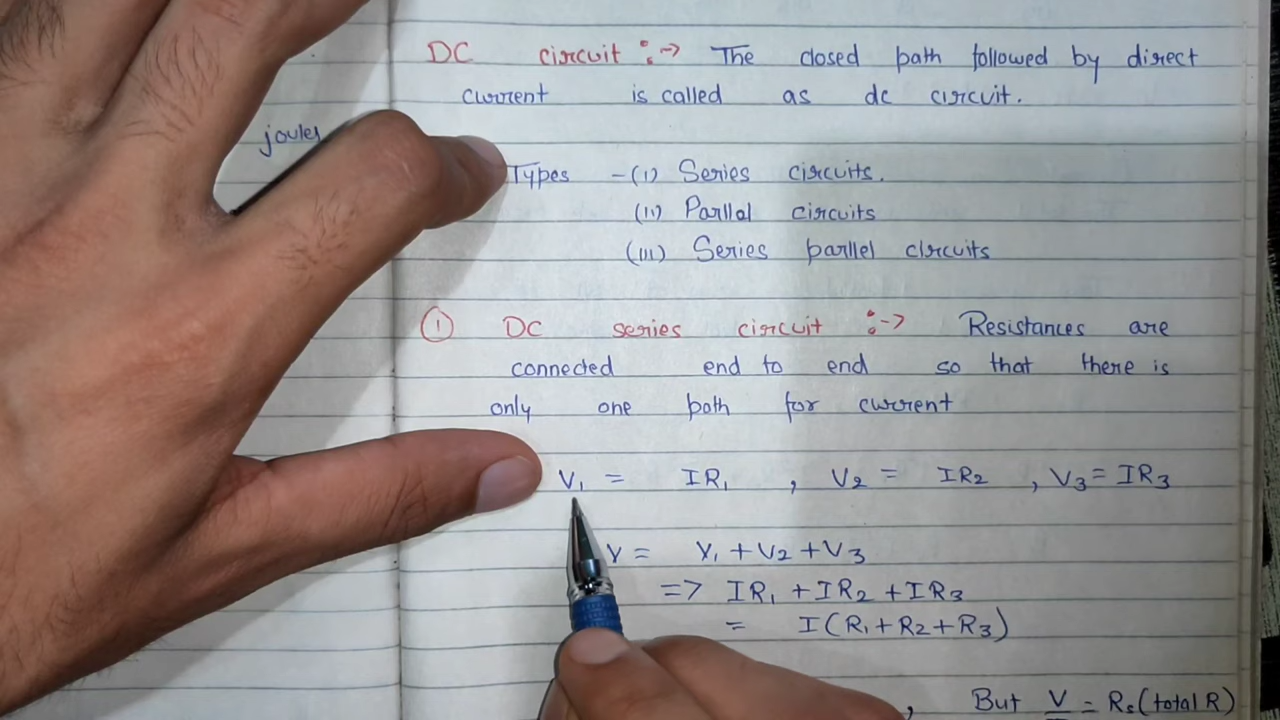 DC circuit :-> The closed path followed by direct
current is called as dc circuit.
joules
Types -(i) Series circuits.
(ii) Parllal circuits
(iii) Series parllel circuits
① DC series circuit :-> Resistances are
connected end to end so that there is
only one path for current
V₁ = IR₁ , V₂ = IR₂ , V₃ = IR₃
V = V₁ + V₂ + V₃
=> IR₁ + IR₂ + IR₃
= I(R₁ + R₂ + R₃)
, But V = Rs (total R)